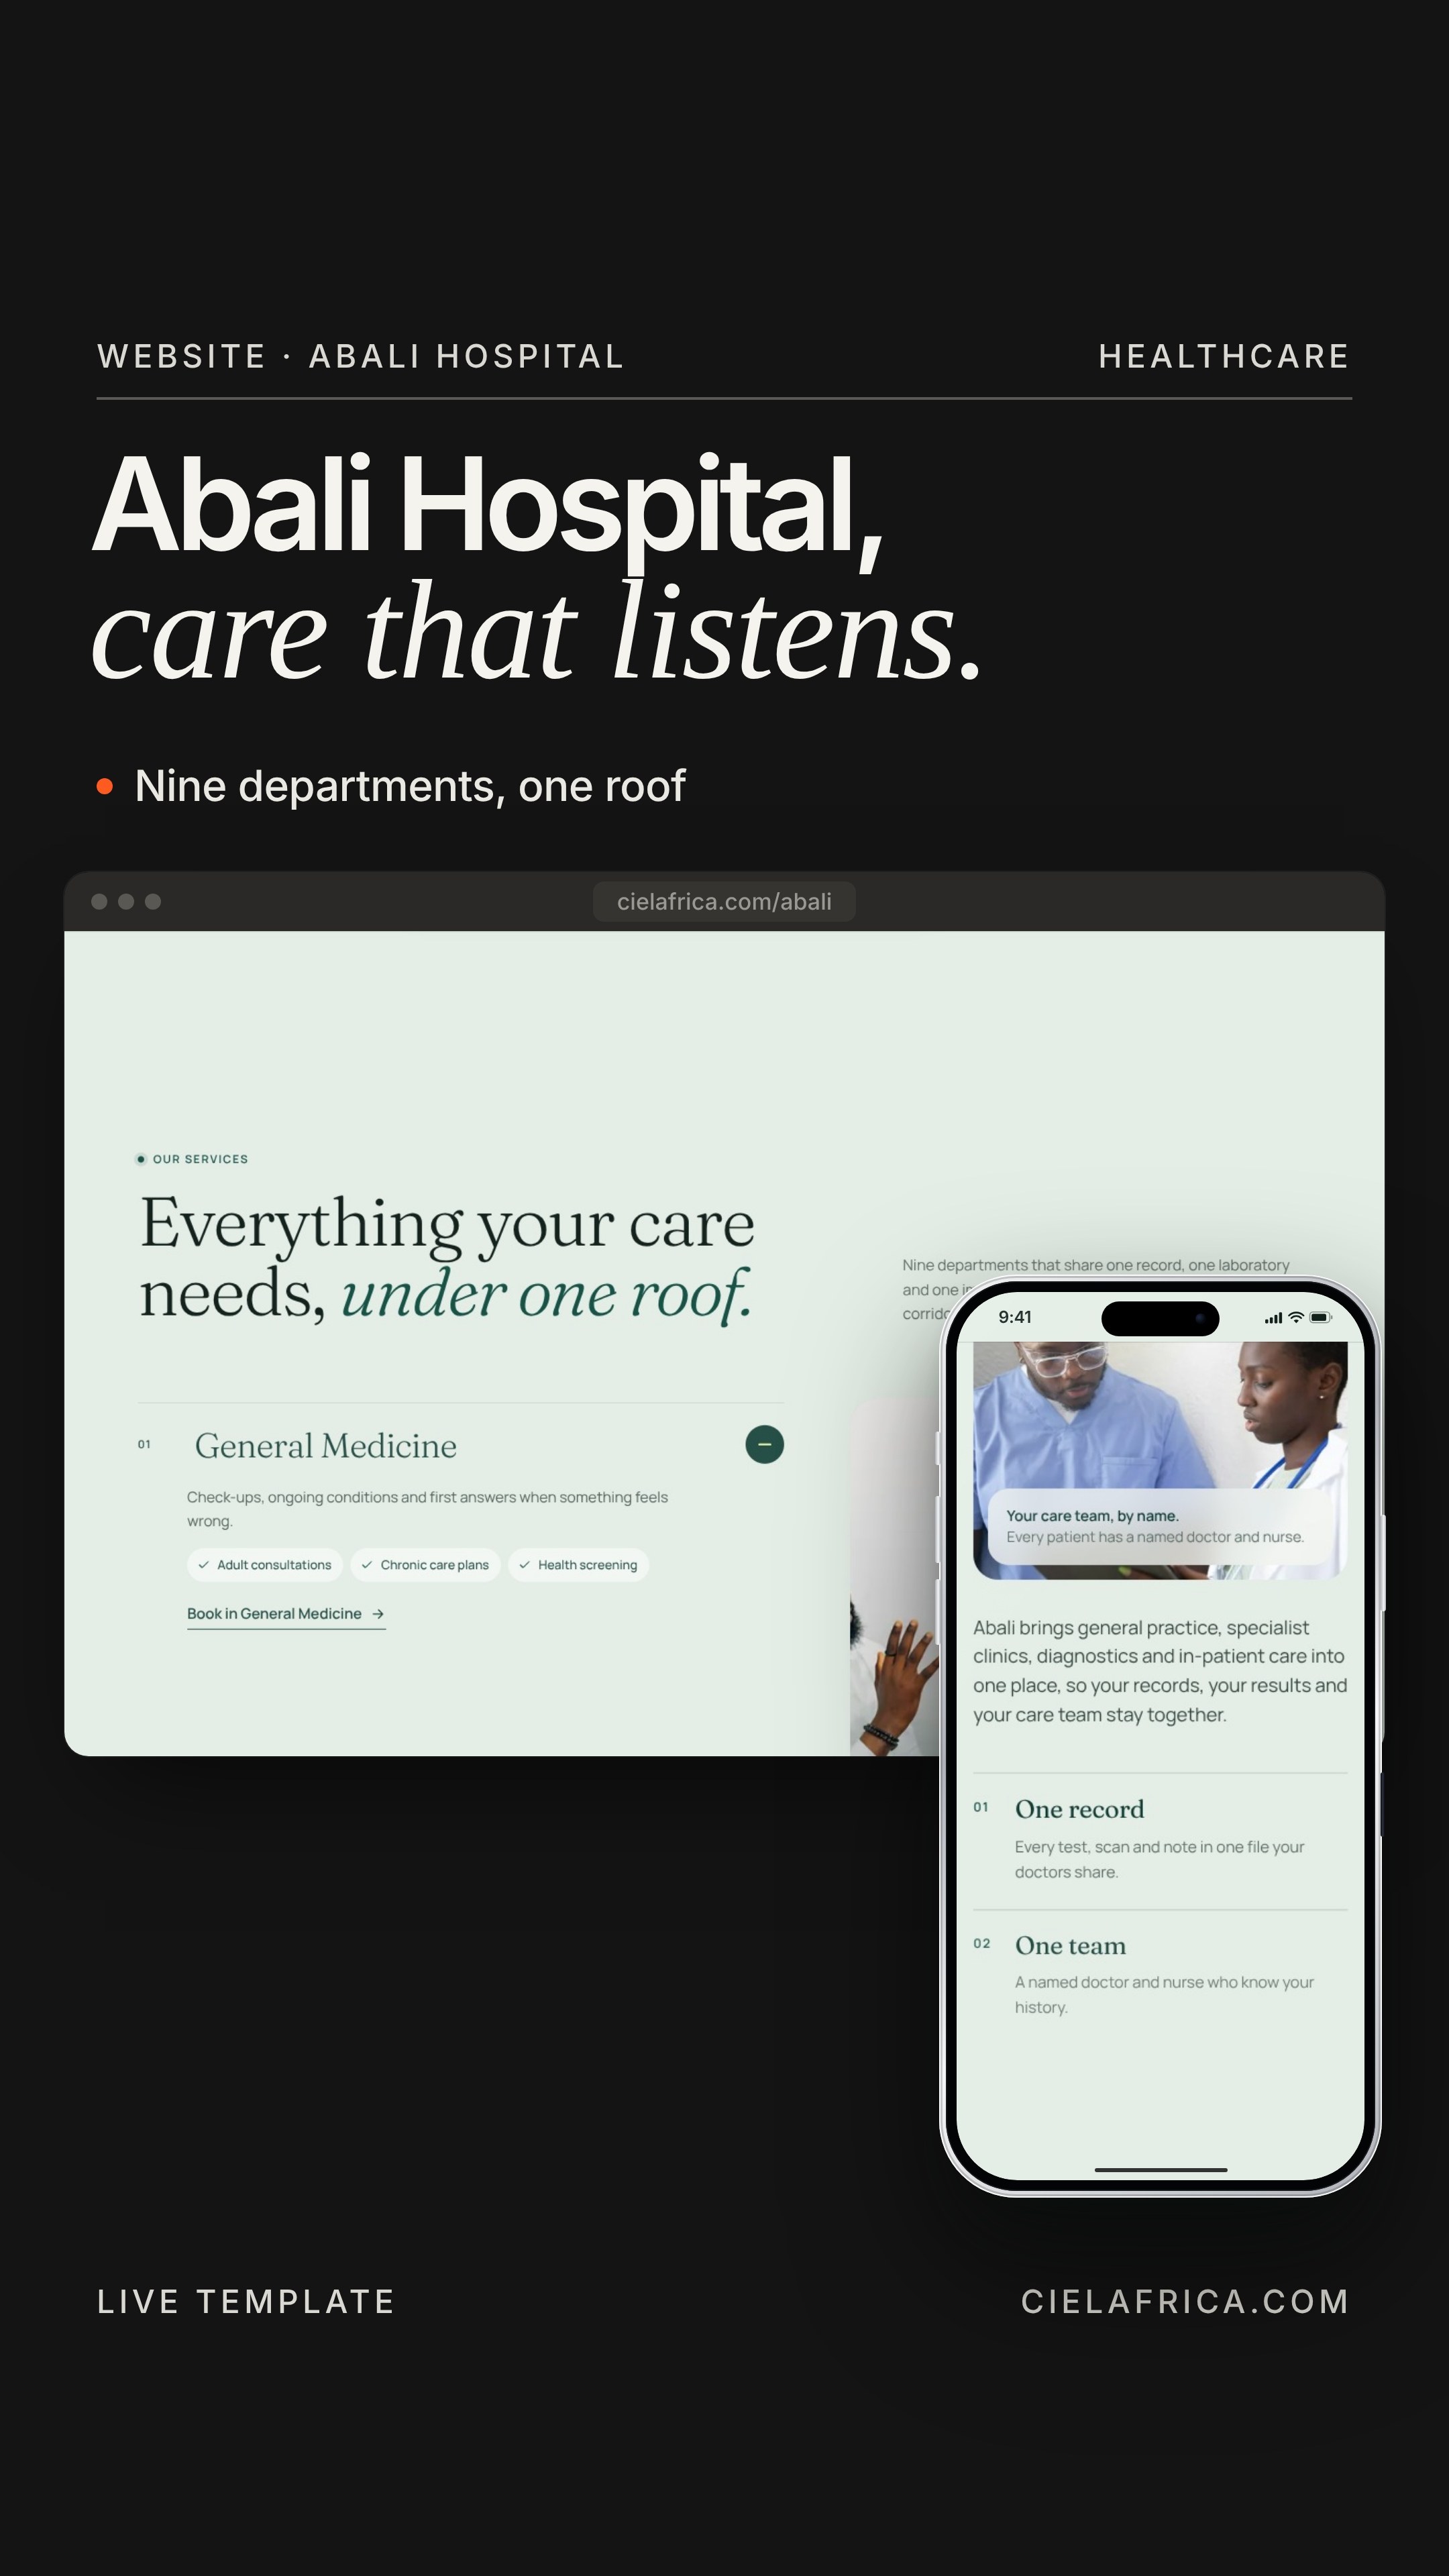 WEBSITE · ABALI HOSPITAL
HEALTHCARE
Abali Hospital,
care that listens.
Nine departments, one roof
cielafrica.com/abali
OUR SERVICES
Everything your care
needs, under one roof.
Nine departments that share one record, one laboratory
and one
01
General Medicine
Check-ups, ongoing conditions and first answers when something feels
wrong.
Adult consultations
Chronic care plans
Health screening
Book in General Medicine →
9:41
Your care team, by name.
Every patient has a named doctor and nurse.
Abali brings general practice, specialist
clinics, diagnostics and in-patient care into
one place, so your records, your results and
your care team stay together.
01
One record
Every test, scan and note in one file your
doctors share.
02
One team
A named doctor and nurse who know your
history.
LIVE TEMPLATE
CIELAFRICA.COM